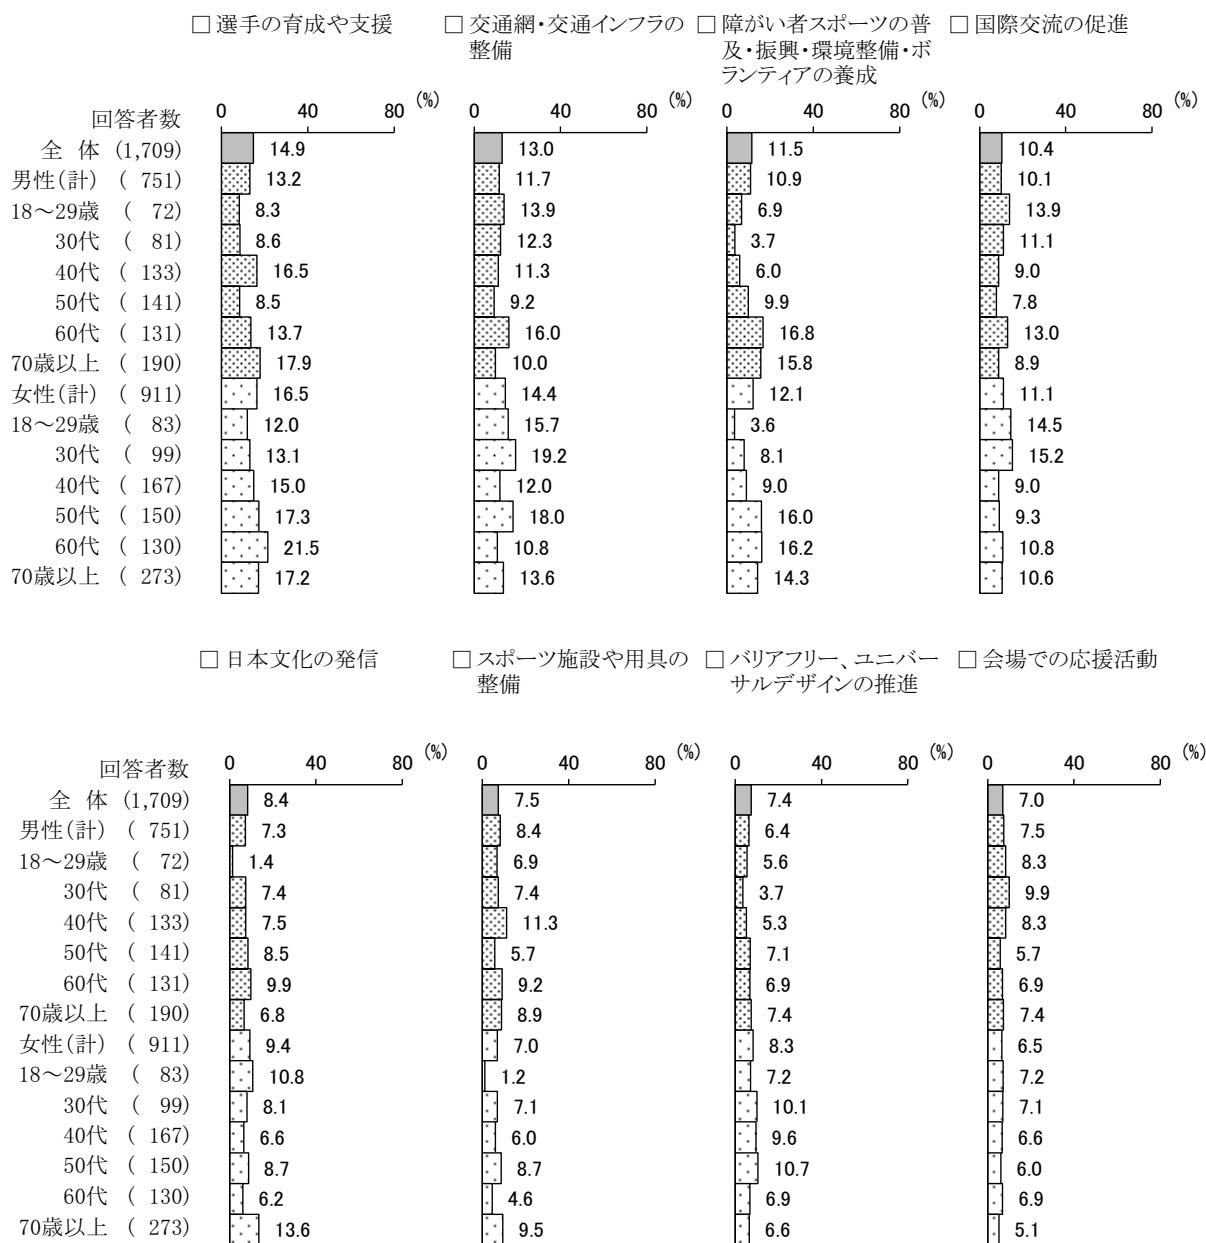 □ 選手の育成や支援 □ 交通網・交通インフラの □ 障がい者スポーツの普 □ 国際交流の促進
整備 及・振興・環境整備・ボ
ランティアの養成
0 40 80 (%) 0 40 80 (%) 0 40 80 (%) 0 40 80 (%)
回答者数
全 体 (1,709) 14.9 13.0 11.5 10.4
男性(計) ( 751) 13.2 11.7 10.9 10.1
18～29歳 ( 72) 8.3 13.9 6.9 13.9
30代 ( 81) 8.6 12.3 3.7 11.1
40代 ( 133) 16.5 11.3 6.0 9.0
50代 ( 141) 8.5 9.2 9.9 7.8
60代 ( 131) 13.7 16.0 16.8 13.0
70歳以上 ( 190) 17.9 10.0 15.8 8.9
女性(計) ( 911) 16.5 14.4 12.1 11.1
18～29歳 ( 83) 12.0 15.7 3.6 14.5
30代 ( 99) 13.1 19.2 8.1 15.2
40代 ( 167) 15.0 12.0 9.0 9.0
50代 ( 150) 17.3 18.0 16.0 9.3
60代 ( 130) 21.5 10.8 16.2 10.8
70歳以上 ( 273) 17.2 13.6 14.3 10.6
□ 日本文化の発信 □ スポーツ施設や用具の □ バリアフリー、ユニバー □ 会場での応援活動
整備 サルデザインの推進
0 40 80 (%) 0 40 80 (%) 0 40 80 (%) 0 40 80 (%)
回答者数
全 体 (1,709) 8.4 7.5 7.4 7.0
男性(計) ( 751) 7.3 8.4 6.4 7.5
18～29歳 ( 72) 1.4 6.9 5.6 8.3
30代 ( 81) 7.4 7.4 3.7 9.9
40代 ( 133) 7.5 11.3 5.3 8.3
50代 ( 141) 8.5 5.7 7.1 5.7
60代 ( 131) 9.9 9.2 6.9 6.9
70歳以上 ( 190) 6.8 8.9 7.4 7.4
女性(計) ( 911) 9.4 7.0 8.3 6.5
18～29歳 ( 83) 10.8 1.2 7.2 7.2
30代 ( 99) 8.1 7.1 10.1 7.1
40代 ( 167) 6.6 6.0 9.6 6.6
50代 ( 150) 8.7 8.7 10.7 6.0
60代 ( 130) 6.2 4.6 6.9 6.9
70歳以上 ( 273) 13.6 9.5 6.6 5.1